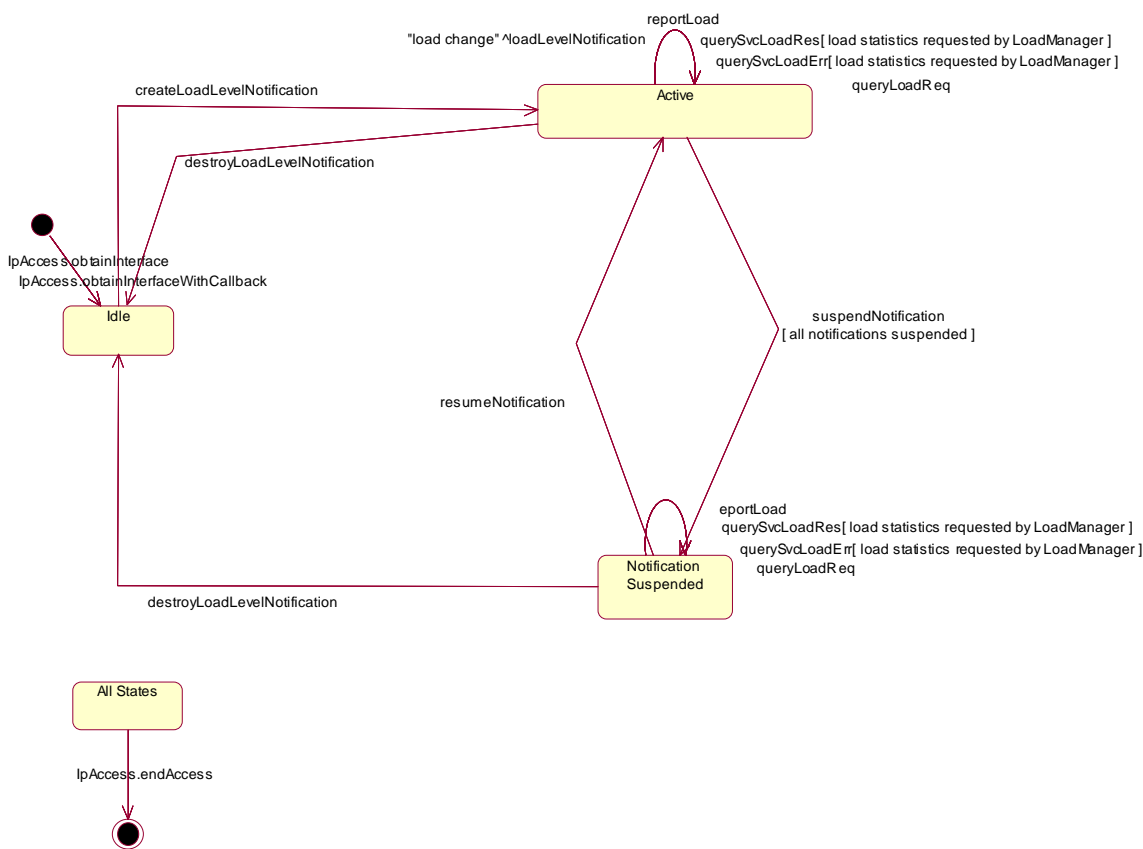 reportLoad
"load change" ^loadLevelNotification
querySvcLoadRes[ load statistics requested by LoadManager ]
querySvcLoadErr[ load statistics requested by LoadManager ]
queryLoadReq
Active
createLoadLevelNotification
destroyLoadLevelNotification
IpAccess.obtainInterface
IpAccess.obtainInterfaceWithCallback
Idle
suspendNotification
[ all notifications suspended ]
resumeNotification
eportLoad
querySvcLoadRes[ load statistics requested by LoadManager ]
querySvcLoadErr[ load statistics requested by LoadManager ]
queryLoadReq
Notification
Suspended
destroyLoadLevelNotification
All States
IpAccess.endAccess